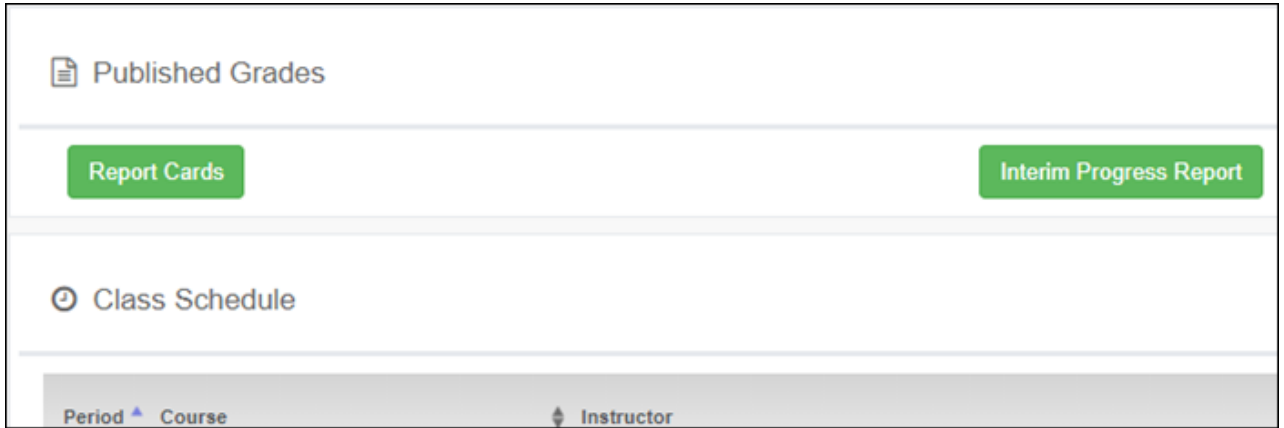 Published Grades
Report Cards Interim Progress Report
Class Schedule
Period Course Instructor